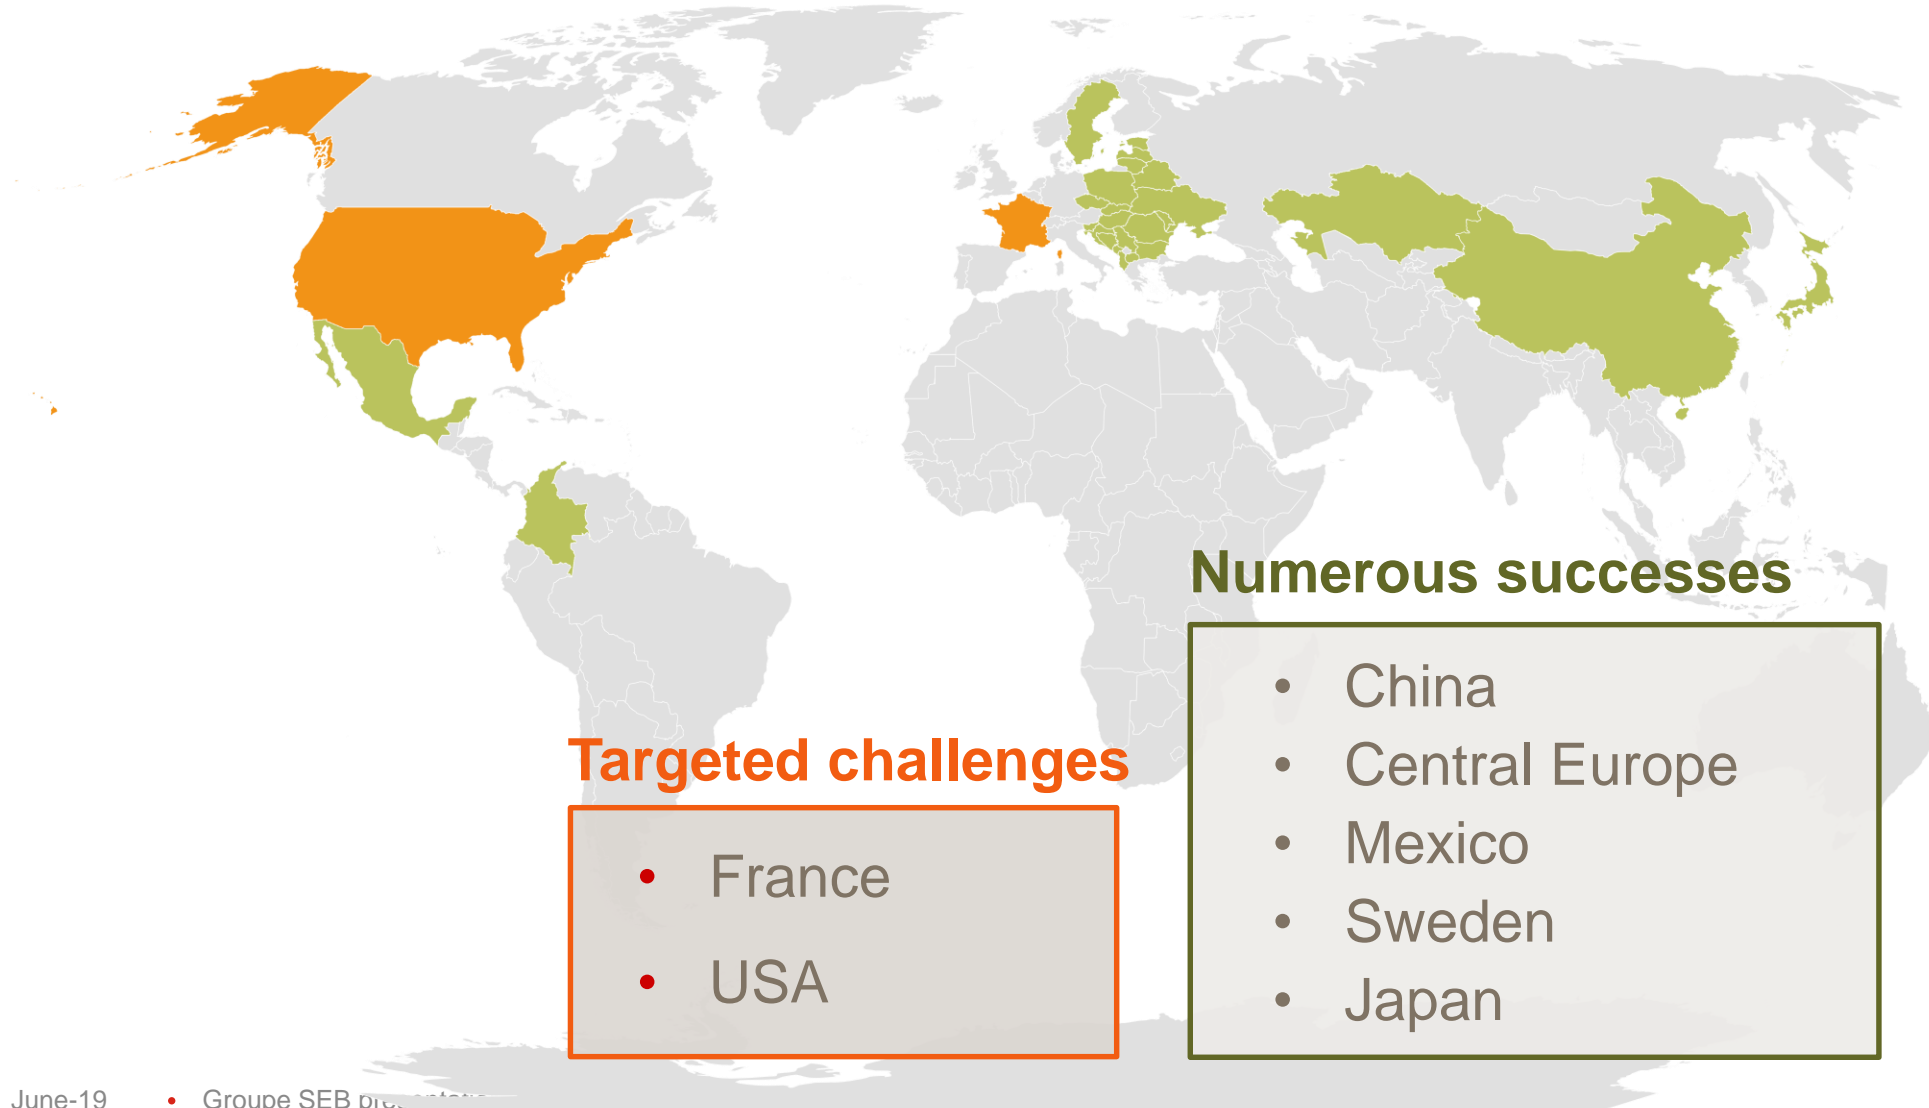 Numerous successes
• China
• Central Europe
• Mexico
• Sweden
• Japan
Targeted challenges
• France
• USA
June-19 • Groupe SEB